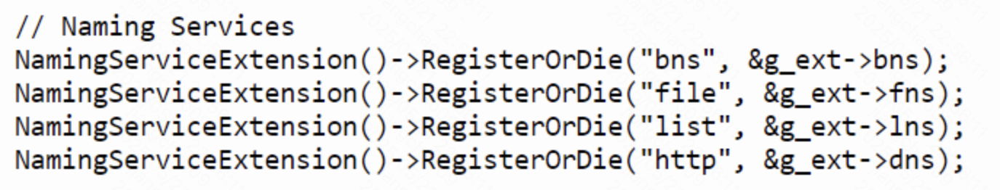 // Naming Services
NamingServiceExtension()->RegisterOrDie("bns", &g_ext->bns);
NamingServiceExtension()->RegisterOrDie("file", &g_ext->fns);
NamingServiceExtension()->RegisterOrDie("list", &g_ext->lns);
NamingServiceExtension()->RegisterOrDie("http", &g_ext->dns);